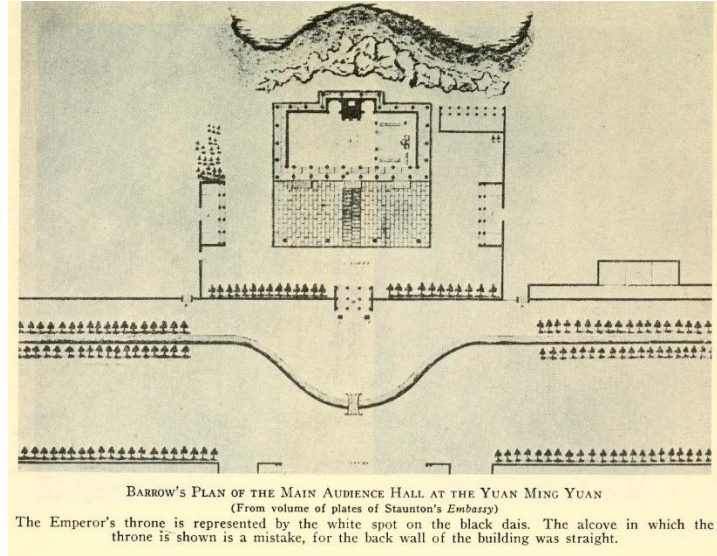 BARROW'S PLAN OF THE MAIN AUDIENCE HALL AT THE YUAN MING YUAN
(From volume of plates of Staunton's Embassy)
The Emperor's throne is represented by the white spot on the black dais. The alcove in which the
throne is shown is a mistake, for the back wall of the building was straight.